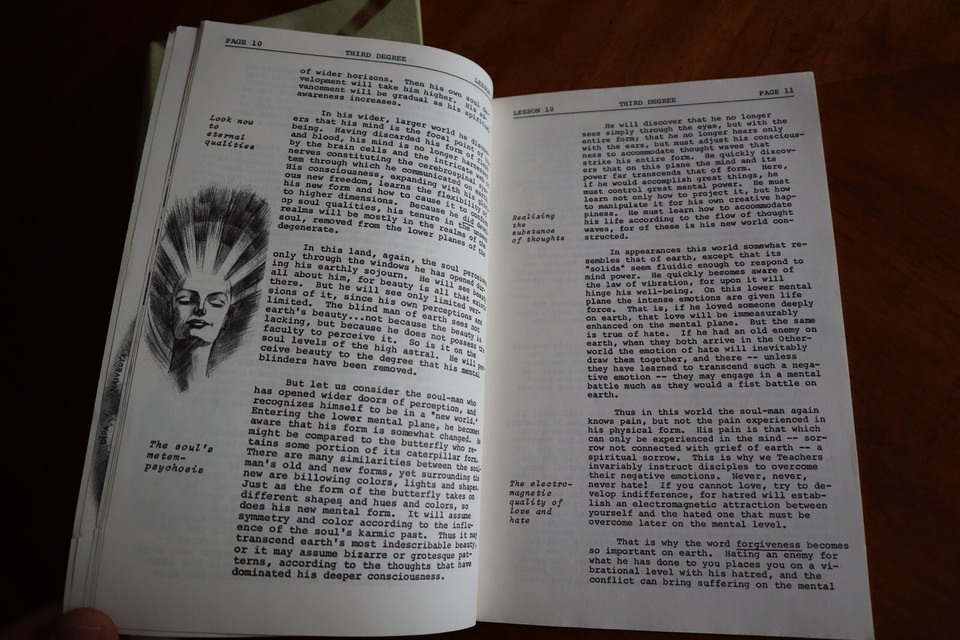 PAGE 10
THIRD DEGREE
of wider horizons. Then his own soul
velopment will take him higher. His
vancement will be gradual as his spiritual
awareness increases.
Look now
to
eternal
qualities
In his wider, larger world he
ers that his mind is the focal point of
being. Having discarded his form of
and blood, his mind is no longer
by the brain cells and the intricate
nerves constituting the cerebrospinal
tem through which he communicated on
His consciousness, expanding with his
ous new freedom, learns the flexibility of
his new form and how to cause it to
to higher dimensions. Because he did
op soul qualities, his tenure in the unseen
realms will be mostly in the realms of the
soul, removed from the lower planes of the
degenerate.
In this land, again, the soul
only through the windows he has opened
ing his earthly sojourn. He will see beauty
all about him, for beauty is all that exists
there. But he will see only limited ver-
sions of it, since his own perceptions are
limited. The blind man of earth sees not
earth's beauty...not because the beauty is
lacking, but because he does not possess the
faculty to perceive it. So is it on the
soul levels of the high astral. He will per-
ceive beauty to the degree that his mental
blinders have been removed.
But let us consider the soul-man who
has opened wider doors of perception, and
recognizes himself to be in a "new world."
Entering the lower mental plane, he becomes
aware that his form is somewhat changed. He
might be compared to the butterfly who re-
tains some portion of its caterpillar form.
There are many similarities between the soul-
man's old and new forms, yet surrounding the
new are billowing colors, lights and shapes.
Just as the form of the butterfly takes on
different shapes and hues and colors, so
does his new mental form. It will assume
symmetry and color according to the influ-
ence of the soul's karmic past. Thus it may
transcend earth's most indescribable beauty,
or it may assume bizarre or grotesque pat-
terns, according to the thoughts that have
dominated his deeper consciousness.
The soul's
metem-
psychosis
LESSON 10
THIRD DEGREE
PAGE 11
He will discover that he no longer
sees simply through the eyes, but with the
entire form; that he no longer hears only
with the ears, but must adjust his conscious-
ness to accommodate thought waves that
strike his entire form. He quickly discov-
ers that on this plane the mind and its
power far transcends that of form. Here,
if he would accomplish great things, he
must control great mental power. He must
learn not only how to project it, but how
to manipulate it for his own creative hap-
piness. He must learn how to accommodate
his life according to the flow of thought
waves, for of these is his new world con-
structed.
Realizing
the
substance
of thoughts
In appearances this world somewhat re-
sembles that of earth, except that its
"solids" seem fluidic enough to respond to
mind power. He quickly becomes aware of
the law of vibration, for upon it will
hinge his well-being. On this lower mental
plane the intense emotions are given life
force. That is, if he loved someone deeply
on earth, that love will be immeasurably
enhanced on the mental plane. But the same
is true of hate. If he had an old enemy on
earth, when they both arrive in the Other-
world the emotion of hate will inevitably
draw them together, and there -- unless
they have learned to transcend such a nega-
tive emotion -- they may engage in a mental
battle much as they would a fist battle on
earth.
Thus in this world the soul-man again
knows pain, but not the pain experienced in
his physical form. His pain is that which
can only be experienced in the mind -- sor-
row not connected with grief of earth -- a
spiritual sorrow. This is why we Teachers
invariably instruct disciples to overcome
their negative emotions. Never, never,
never hate! If you cannot love, try to de-
velop indifference, for hatred will estab-
lish an electromagnetic attraction between
yourself and the hated one that must be
overcome later on the mental level.
The electro-
magnetic
quality of
love and
hate
That is why the word forgiveness becomes
so important on earth. Hating an enemy for
what he has done to you places you on a vi-
brational level with his hatred, and the
conflict can bring suffering on the mental